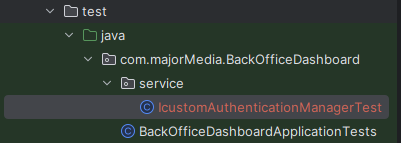 test
java
com.majorMedia.BackOfficeDashboard
service
IcustomAuthenticationManagerTest
BackOfficeDashboardApplicationTests